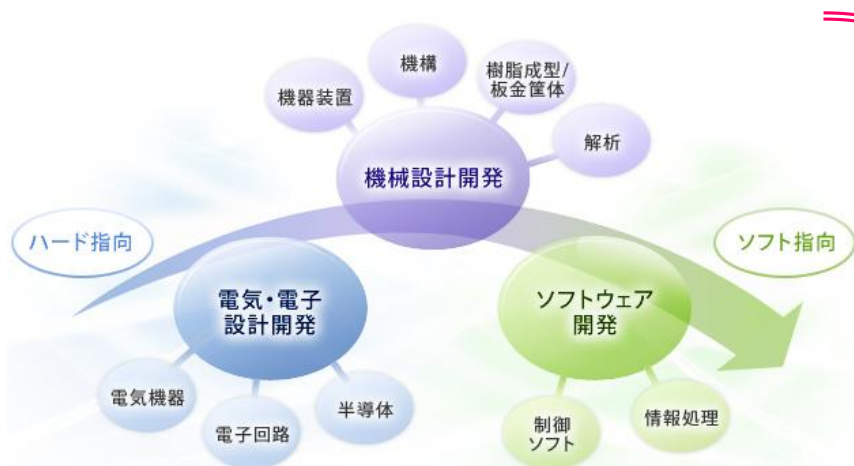 機構
樹脂成型/
板金筐体
機器装置
解析
機械設計開発
ハード指向
ソフト指向
電気・電子
設計開発
ソフトウェア
開発
電気機器
電子回路
半導体
制御
ソフト
情報処理